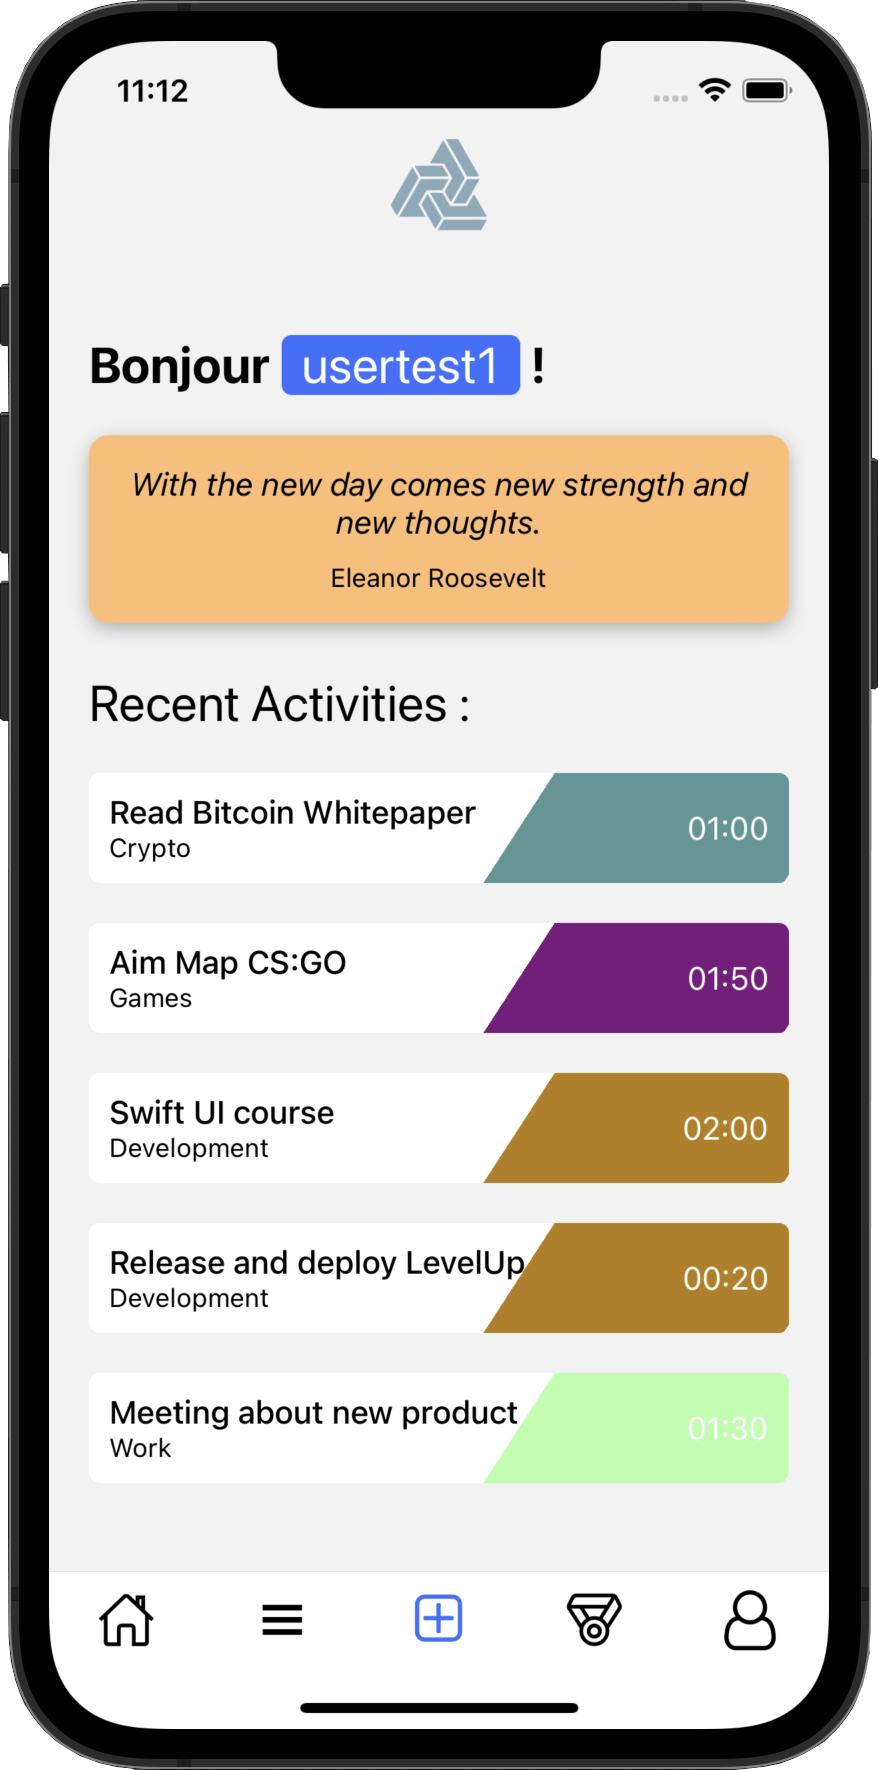 11:12
Bonjour usertest1 !
With the new day comes new strength and
new thoughts.
Eleanor Roosevelt
Recent Activities :
Read Bitcoin Whitepaper
Crypto
01:00
Aim Map CS:GO
Games
01:50
Swift UI course
Development
02:00
Release and deploy LevelUp
Development
00:20
Meeting about new product
Work
01:30